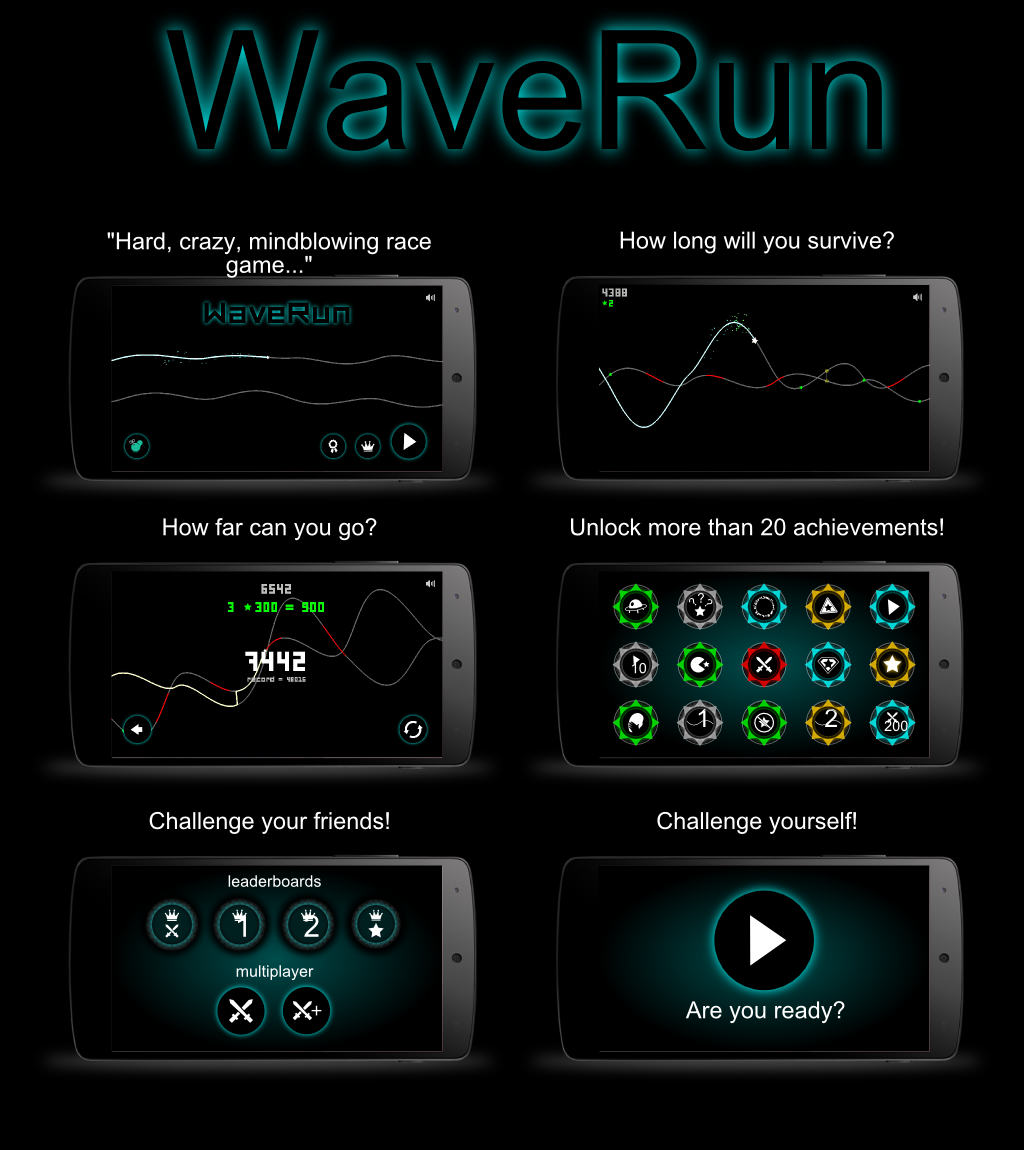 WaveRun
"Hard, crazy, mindblowing race
game..."
How long will you survive?
WaveRun
4388
★2
How far can you go?
Unlock more than 20 achievements!
6542
3 ★300 = 900
7442
record = 48016
10
1
2
200
Challenge your friends!
Challenge yourself!
leaderboards
1
2
multiplayer
+
Are you ready?